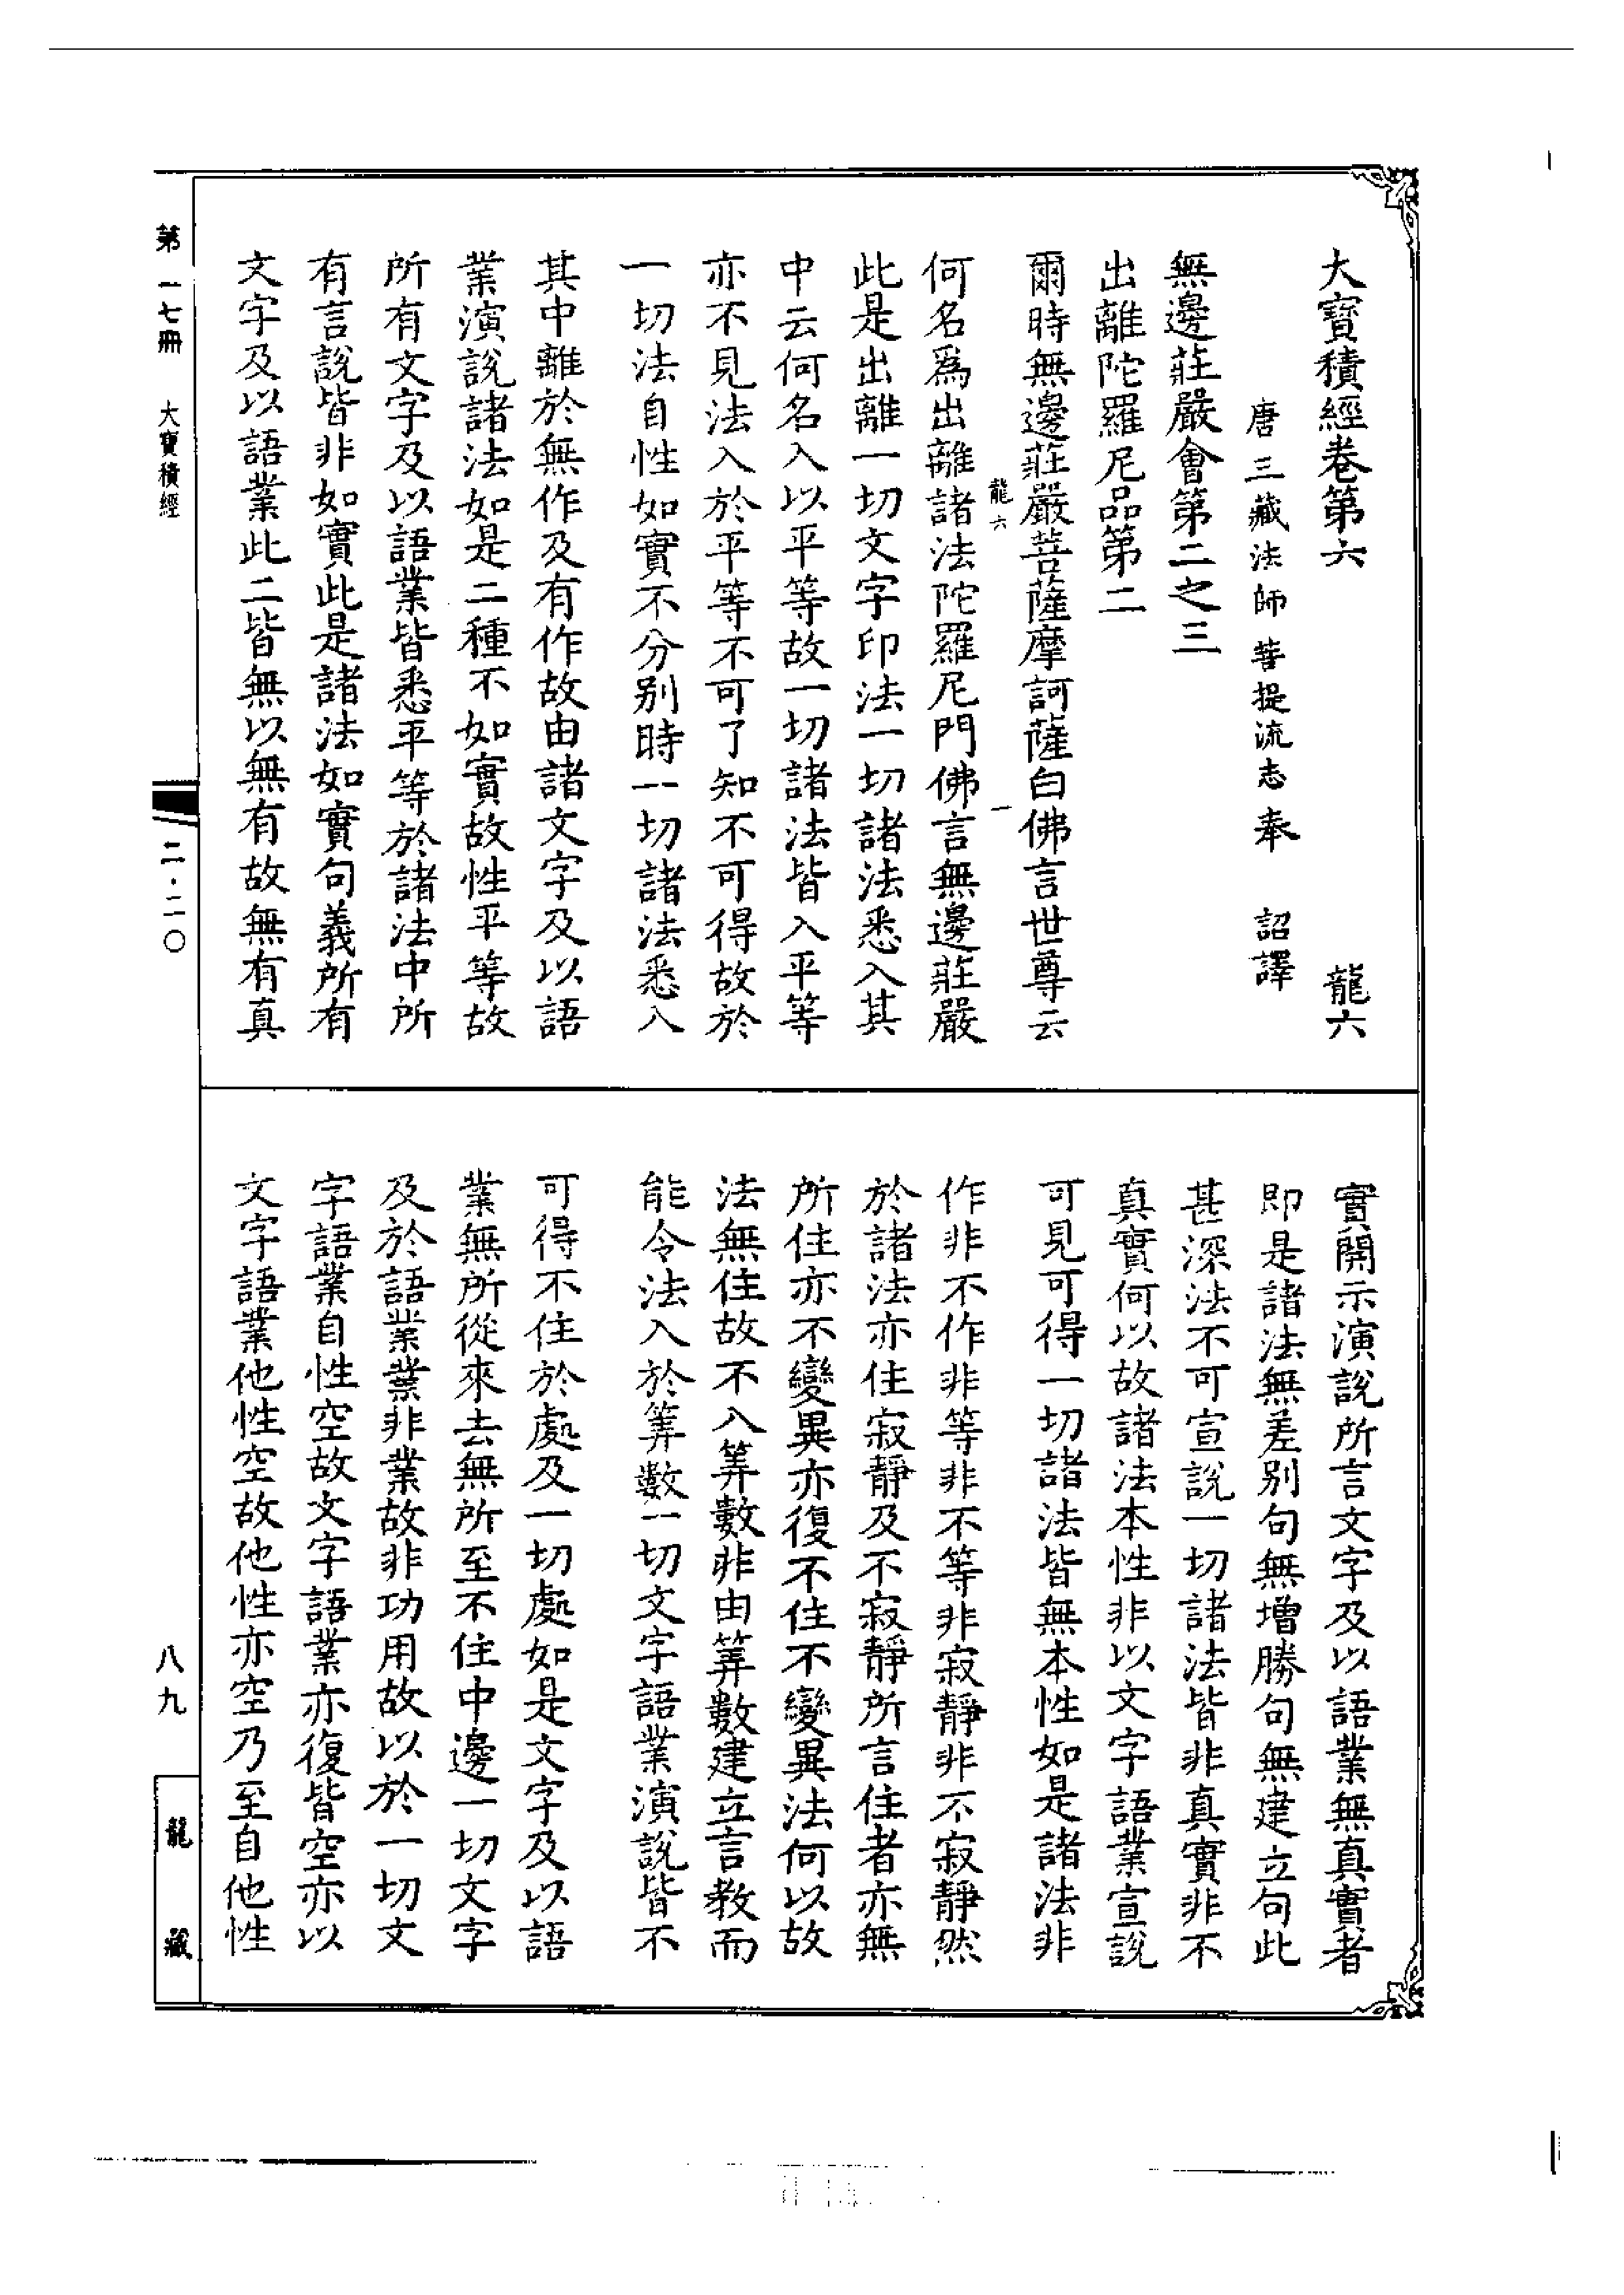 大寶積經卷第六　龍六
唐三藏法師菩提流志奉　詔譯
無邊莊嚴會第二之三
出離陀羅尼品第二
爾時無邊莊嚴菩薩摩訶薩白佛言世尊云
龍六　一
何名爲出離諸法陀羅尼門佛言無邊莊嚴
此是出離一切文字印法一切諸法悉入其
中云何名入以平等故一切諸法皆入平等
亦不見法入於平等不可了知不可得故於
一切法自性如實不分別時一切諸法悉入
其中離於無作及有作故由諸文字及以語
業演說諸法如是二種不如實故性平等故
所有文字及以語業皆悉平等於諸法中所
有言說皆非如實此是諸法如實句義所有
文字及以語業此二皆無以無有故無有真
實開示演說所言文字及以語業無真實者
即是諸法無差別句無增勝句無建立句此
甚深法不可宣說一切諸法皆非真實非不
真實何以故諸法本性非以文字語業宣說
可見可得一切諸法皆無本性如是諸法非
作非不作非等非不等非寂靜非不寂靜然
於諸法亦住寂靜及不寂靜所言住者亦無
所住亦不變異亦復不住不變異法何以故
法無住故不入筭數非由筭數建立言教而
能令法入於筭數一切文字語業演說皆不
可得不住於處及一切處如是文字及以語
業無所從來去無所至不住中邊一切文字
及於語業業非業故非功用故以於一切文
字語業自性空故文字語業亦復皆空亦以
文字語業他性空故他性亦空乃至自他性
第一七冊　大寶積經
二·二〇
八九
龍藏